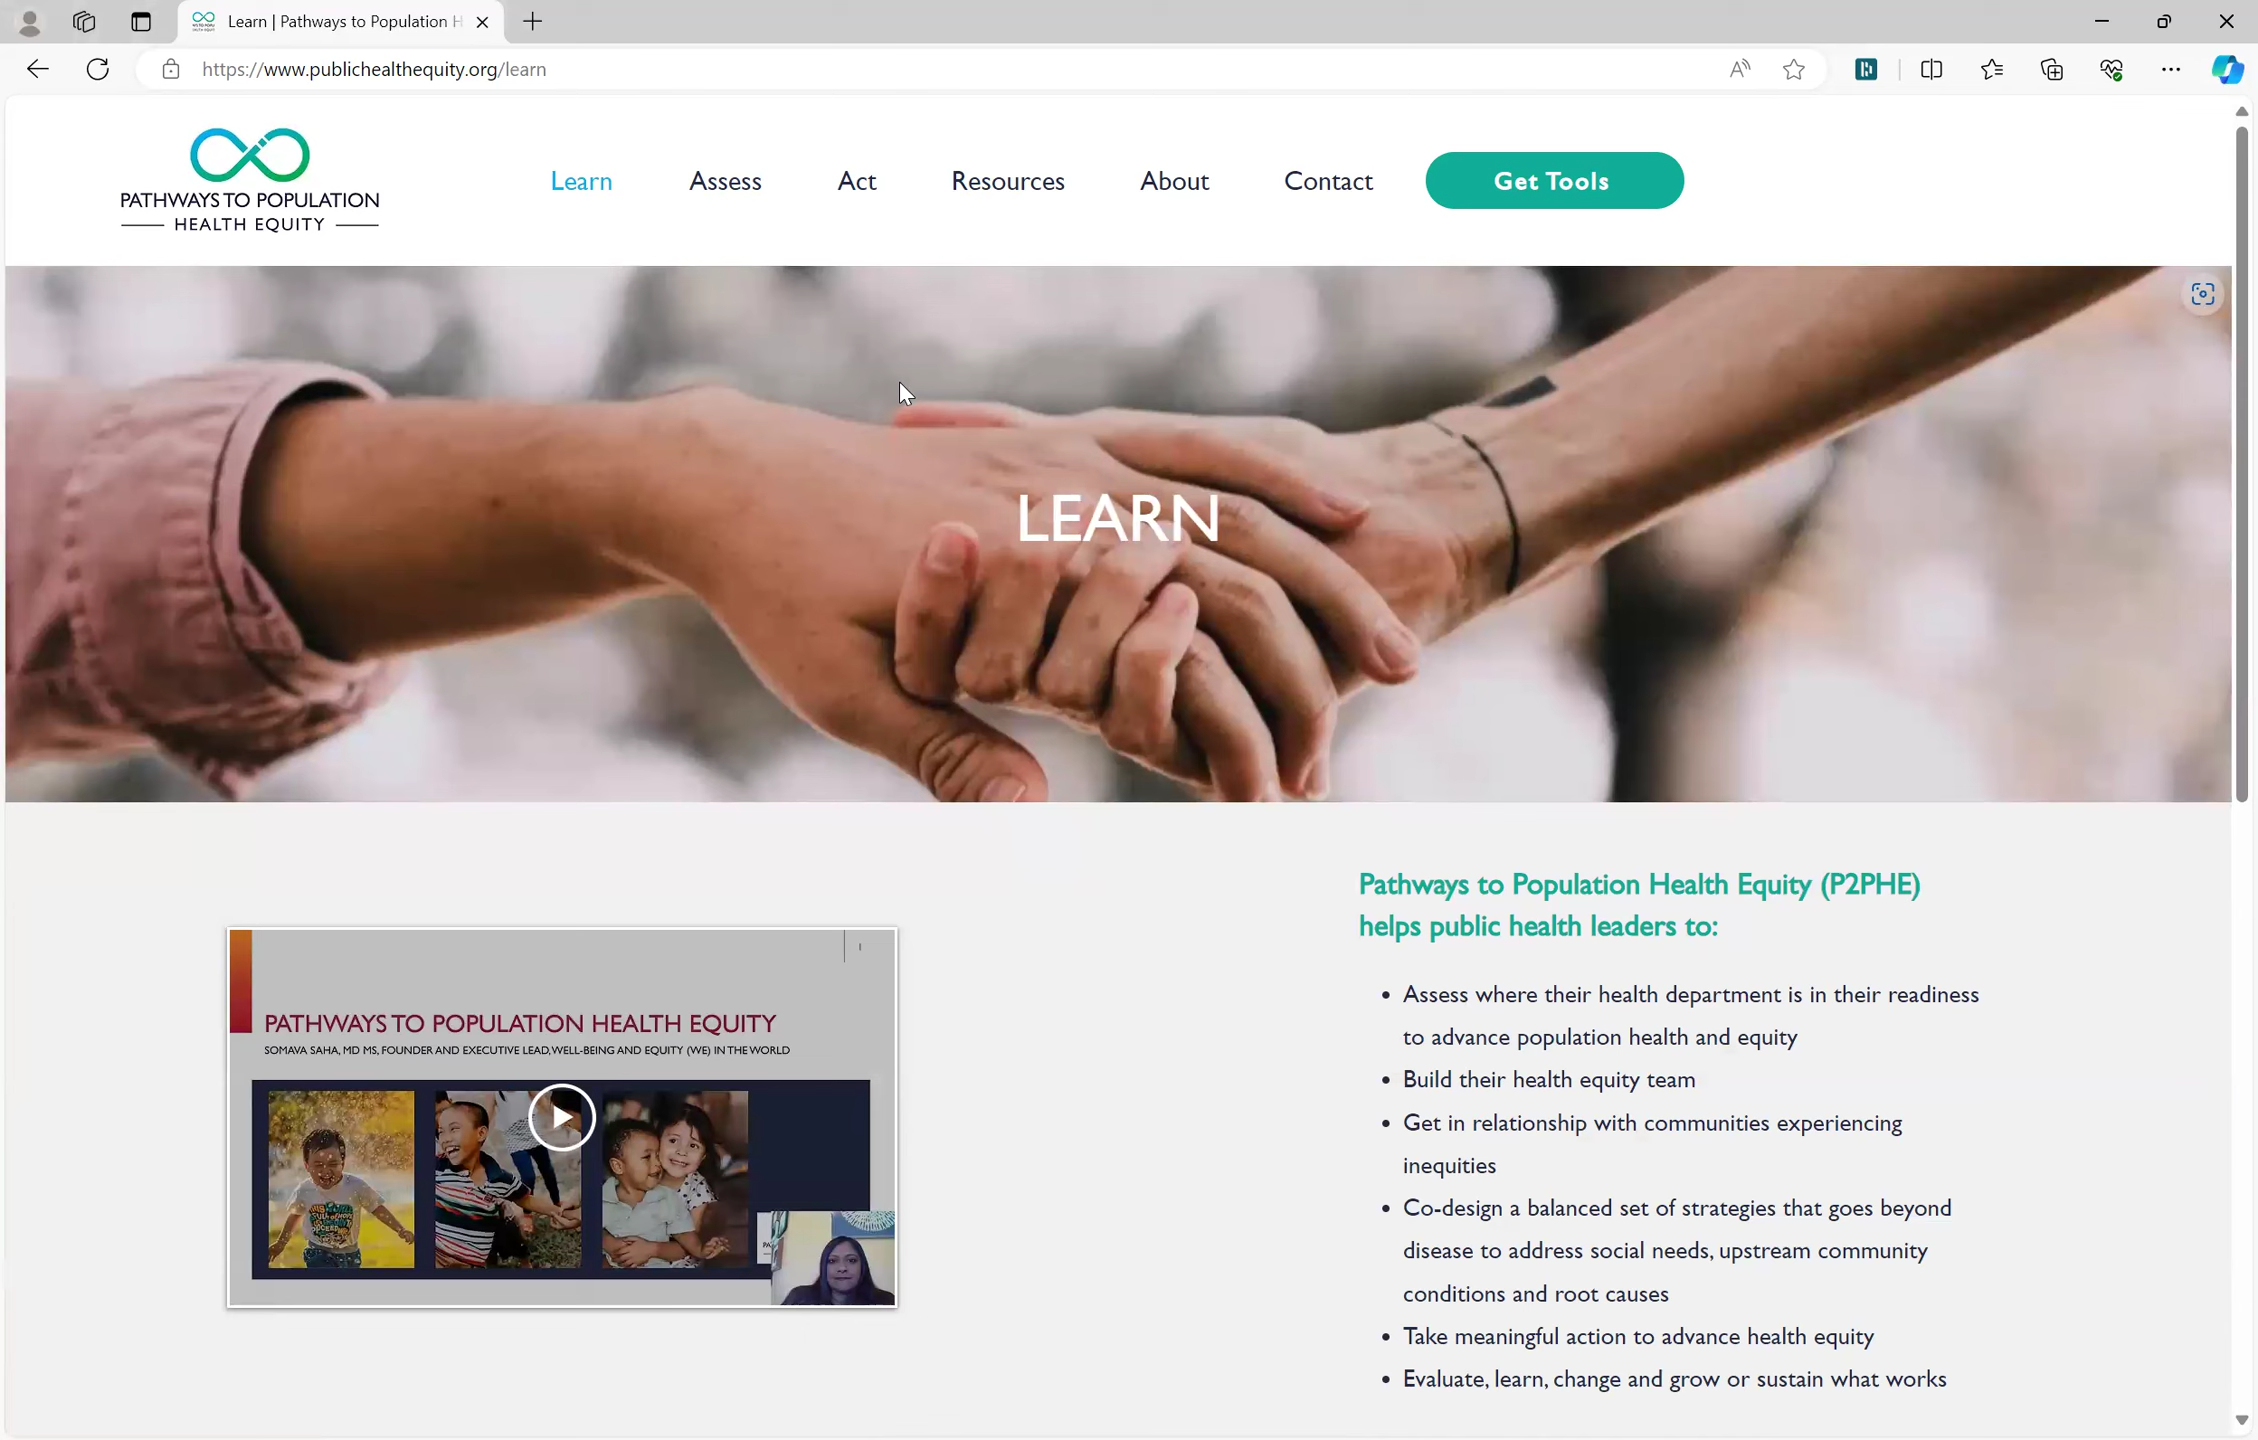 Learn | Pathways to Population H
https://www.publichealthequity.org/learn
PATHWAYS TO POPULATION
HEALTH EQUITY
Learn
Assess
Act
Resources
About
Contact
Get Tools
LEARN
Pathways to Population Health Equity (P2PHE)
helps public health leaders to:
• Assess where their health department is in their readiness
to advance population health and equity
• Build their health equity team
• Get in relationship with communities experiencing
inequities
• Co-design a balanced set of strategies that goes beyond
disease to address social needs, upstream community
conditions and root causes
• Take meaningful action to advance health equity
• Evaluate, learn, change and grow or sustain what works
PATHWAYS TO POPULATION HEALTH EQUITY
SOMAVA SAHA, MD MS, FOUNDER AND EXECUTIVE LEAD, WELL-BEING AND EQUITY (WE) IN THE WORLD